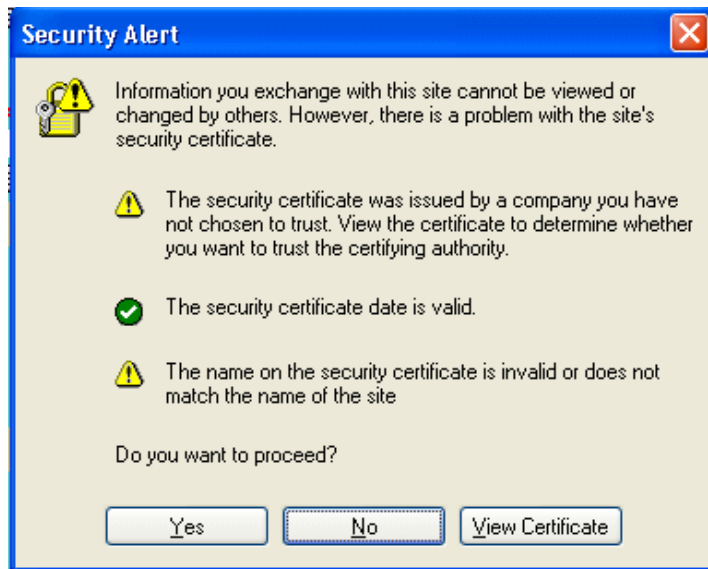 Security Alert
Information you exchange with this site cannot be viewed or
changed by others. However, there is a problem with the site's
security certificate.
The security certificate was issued by a company you have
not chosen to trust. View the certificate to determine whether
you want to trust the certifying authority.
The security certificate date is valid.
The name on the security certificate is invalid or does not
match the name of the site
Do you want to proceed?
Yes No View Certificate